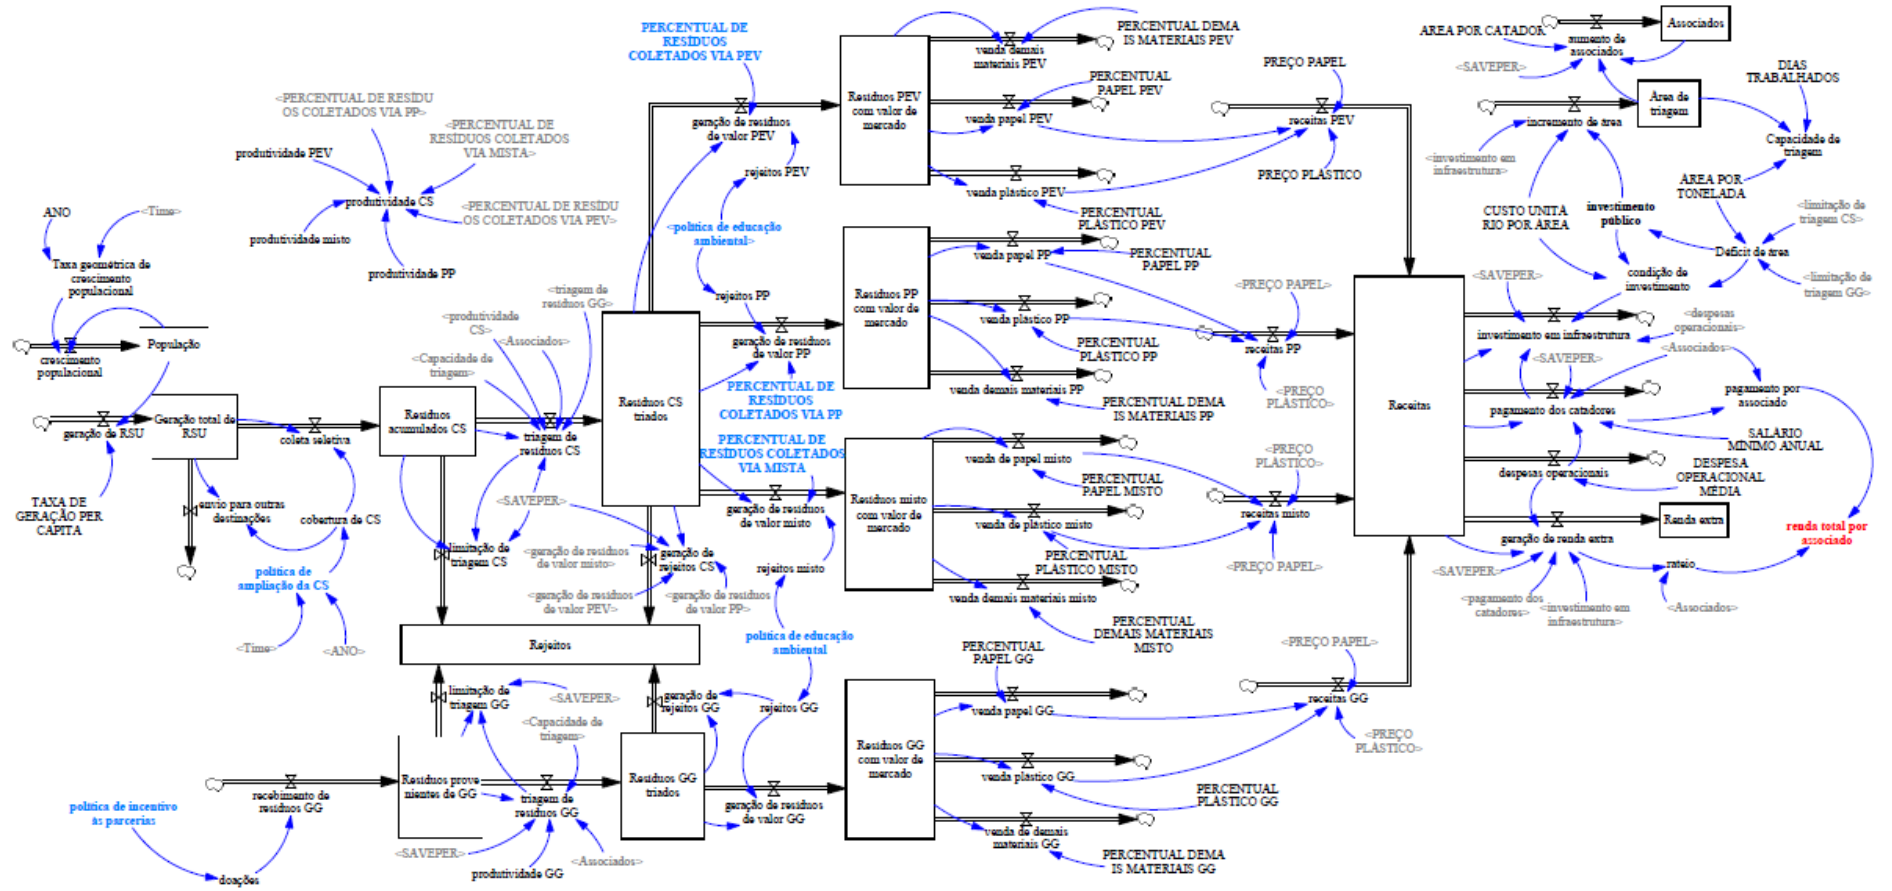 PERCENTUAL DE
RESÍDUOS
COLETADOS VIA PEV
<PERCENTUAL DE RESÍDU
OS COLETADOS VIA PP>
<PERCENTUAL DE
RESÍDUOS COLETADOS
VIA MISTA>
produtividade PEV
produtividade CS
<PERCENTUAL DE RESÍDU
OS COLETADOS VIA PEV>
produtividade misto
produtividade PP
ANO
<Time>
Taxa geométrica de
crescimento
populacional
crescimento
populacional
População
geração de RSU
Geração total de
RSU
TAXA DE
GERAÇÃO PER
CAPITA
coleta seletiva
envio para outras
destinações
cobertura de CS
política de
ampliação da CS
<Time>
<ANO>
Resíduos
acumulados CS
<triagem de
resíduos GG>
<produtividade
CS>
<Associados>
<Capacidade de
triagem>
triagem de
resíduos CS
<SAVEPER>
limitação de
triagem CS
Resíduos CS
triados
geração de resíduos
de valor PEV
rejeitos PEV
<política de educação
ambiental>
rejeitos PP
geração de resíduos
de valor PP
PERCENTUAL DE
RESÍDUOS
COLETADOS VIA PP
PERCENTUAL DE
RESÍDUOS COLETADOS
VIA MISTA
geração de resíduos
de valor misto
rejeitos misto
<geração de resíduos
de valor misto>
geração de
rejeitos CS
<geração de resíduos
de valor PEV>
<geração de resíduos
de valor PP>
Rejeitos
política de educação
ambiental
Resíduos PEV
com valor de
mercado
venda demais
materiais PEV
PERCENTUAL DEMA
IS MATERIAIS PEV
venda papel PEV
PERCENTUAL
PAPEL PEV
venda plástico PEV
PERCENTUAL
PLÁSTICO PEV
PREÇO PAPEL
receitas PEV
PREÇO PLÁSTICO
Resíduos PP
com valor de
mercado
venda papel PP
PERCENTUAL
PAPEL PP
venda plástico PP
PERCENTUAL
PLÁSTICO PP
venda demais materiais PP
PERCENTUAL DEMA
IS MATERIAIS PP
<PREÇO PAPEL>
receitas PP
<PREÇO
PLÁSTICO>
Resíduos misto
com valor de
mercado
venda de papel misto
PERCENTUAL
PAPEL MISTO
venda de plástico misto
PERCENTUAL
PLÁSTICO MISTO
venda demais materiais misto
PERCENTUAL
DEMAIS MATERIAIS
MISTO
<PREÇO
PLÁSTICO>
receitas misto
<PREÇO PAPEL>
Receitas
AREA POR CATADOR
aumento de
associados
Associados
<SAVEPER>
DIAS
TRABALHADOS
Área de
triagem
incremento de área
Capacidade de
triagem
<investimento em
infraestrutura>
AREA POR
TONELADA
CUSTO UNITA
RIO POR AREA
investimento
público
<limitação de
triagem CS>
Déficit de área
<SAVEPER>
condição de
investimento
<limitação de
triagem GG>
investimento em infraestrutura
<despesas
operacionais>
<SAVEPER>
<Associados>
pagamento dos catadores
pagamento por
associado
SALÁRIO
MÍNIMO ANUAL
despesas operacionais
DESPESA
OPERACIONAL
MÉDIA
Renda extra
geração de renda extra
renda total por
associado
<SAVEPER>
rateio
<pagamento dos
catadores>
<investimento em
infraestrutura>
<Associados>
limitação de
triagem GG
<SAVEPER>
<Capacidade de
triagem>
geração de
rejeitos GG
rejeitos GG
política de incentivo
às parcerias
recebimento de
resíduos GG
doações
Resíduos prove
nientes de GG
triagem de
resíduos GG
<SAVEPER>
produtividade GG
<Associados>
Resíduos GG
triados
geração de resíduos
de valor GG
Resíduos GG
com valor de
mercado
PERCENTUAL
PAPEL GG
venda papel GG
venda plástico GG
PERCENTUAL
PLÁSTICO GG
venda de demais
materiais GG
PERCENTUAL DEMA
IS MATERIAIS GG
<PREÇO PAPEL>
receitas GG
<PREÇO
PLÁSTICO>